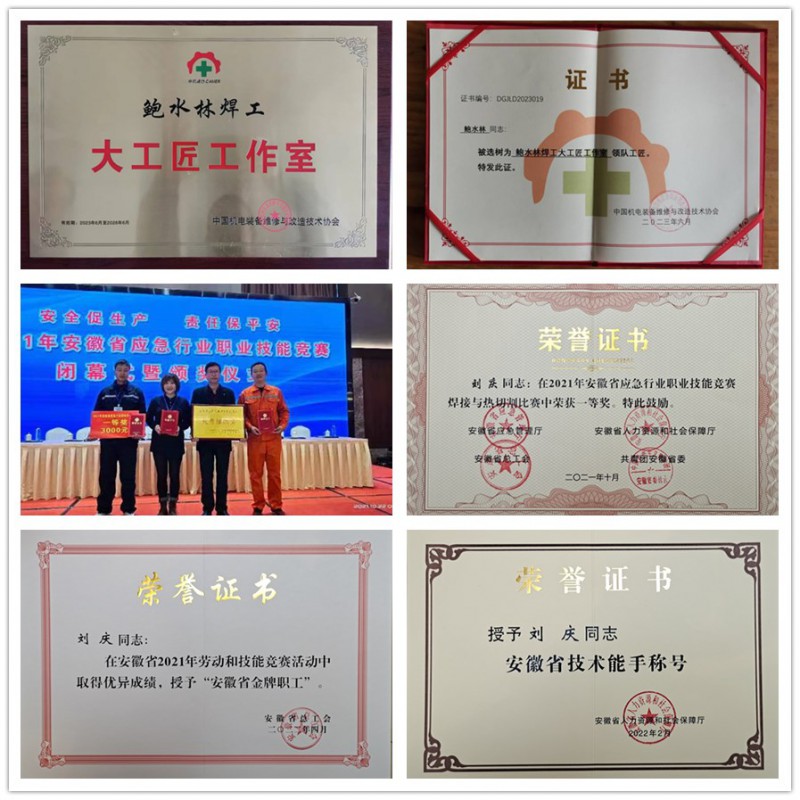 鲍水林焊工
大工匠工作室
中国机电装备维修与改造技术协会
证书
证书编号：DGJLD2023019
鲍水林 同志：
被选树为 鲍水林焊工大工匠工作室 领队工匠。
特发此证。
中国机电装备维修与改造技术协会
二〇二三年六月
安全促生产 责任保平安
1年安徽省应急行业职业技能竞赛
闭幕式暨颁奖仪式
一等奖
3000元
荣誉证书
刘庆同志：在2021年安徽省应急行业职业技能竞赛
焊接与热切割比赛中荣获一等奖。特此鼓励。
安徽省应急管理厅 安徽省人力资源和社会保障厅
安徽省总工会 共青团安徽省委
二〇二一年十月
荣誉证书
刘庆同志：
在安徽省2021年劳动和技能竞赛活动中
取得优异成绩，授予“安徽省金牌职工”。
安徽省总工会
二〇二二年四月
荣誉证书
授予刘庆同志
安徽省技术能手称号
安徽省人力资源和社会保障厅
2022年2月